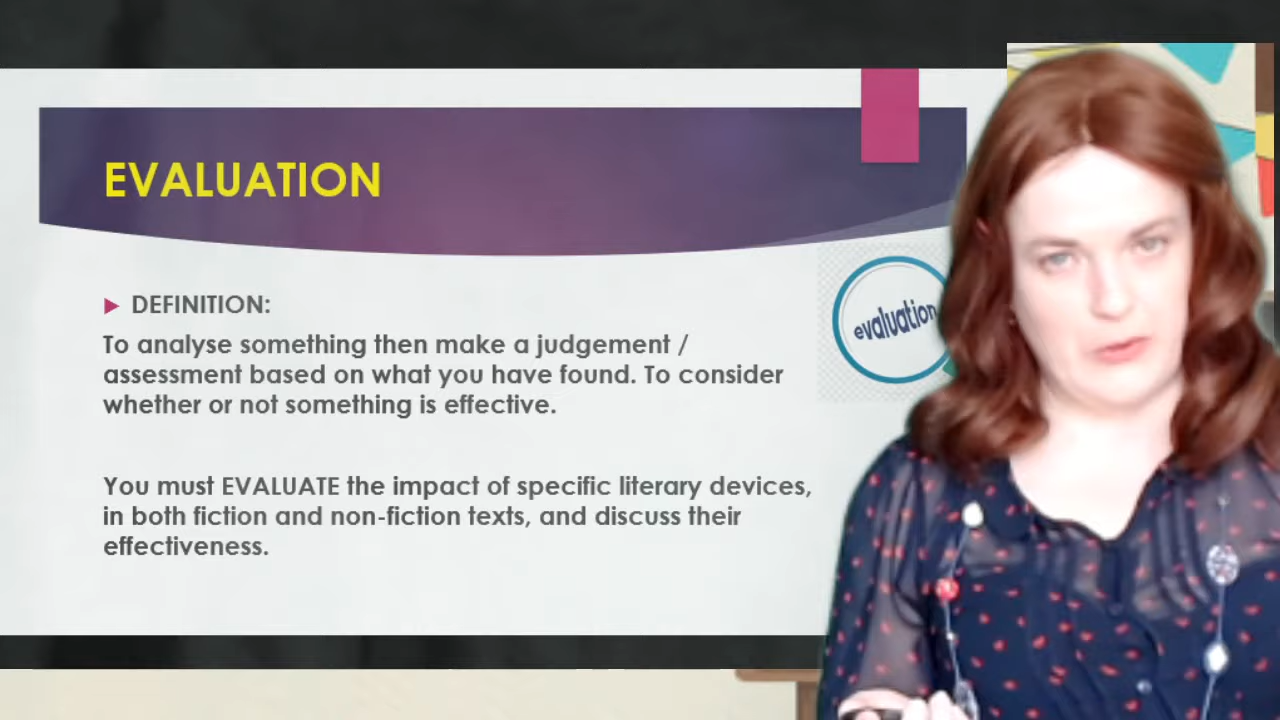 EVALUATION
DEFINITION:
To analyse something then make a judgement /
assessment based on what you have found. To consider
whether or not something is effective.
evaluation
You must EVALUATE the impact of specific literary devices,
in both fiction and non-fiction texts, and discuss their
effectiveness.